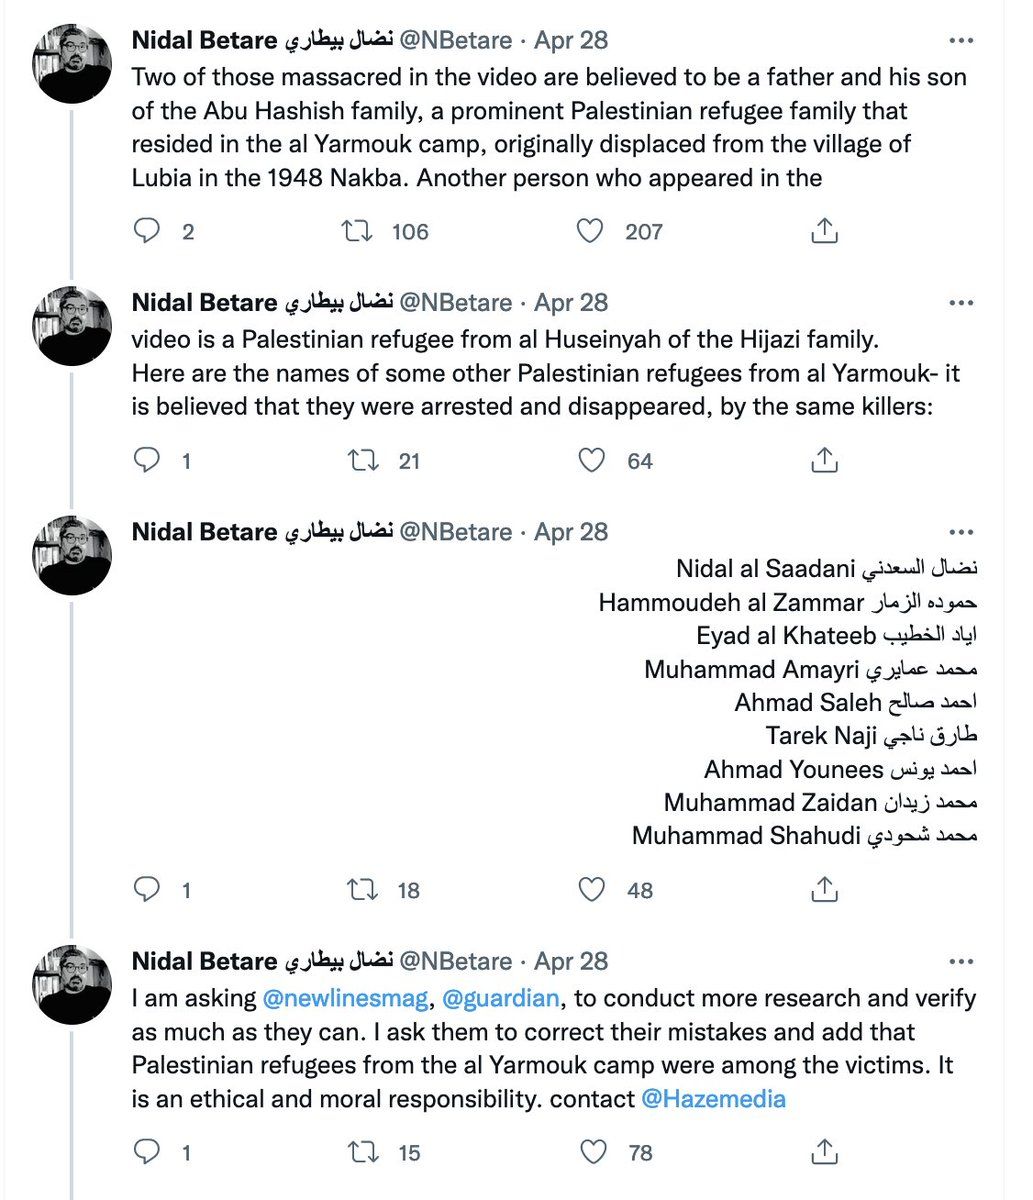 Nidal Betare نضال بيطاري @NBetare · Apr 28
Two of those massacred in the video are believed to be a father and his son
of the Abu Hashish family, a prominent Palestinian refugee family that
resided in the al Yarmouk camp, originally displaced from the village of
Lubia in the 1948 Nakba. Another person who appeared in the
2 106 207
Nidal Betare نضال بيطاري @NBetare · Apr 28
video is a Palestinian refugee from al Huseinyah of the Hijazi family.
Here are the names of some other Palestinian refugees from al Yarmouk- it
is believed that they were arrested and disappeared, by the same killers:
1 21 64
Nidal Betare نضال بيطاري @NBetare · Apr 28
نضال السعدني Nidal al Saadani
حموده الزمار Hammoudeh al Zammar
اياد الخطيب Eyad al Khateeb
محمد عمايري Muhammad Amayri
احمد صالح Ahmad Saleh
طارق ناجي Tarek Naji
احمد يونس Ahmad Younees
محمد زيدان Muhammad Zaidan
محمد شحودي Muhammad Shahudi
1 18 48
Nidal Betare نضال بيطاري @NBetare · Apr 28
I am asking @newlinesmag, @guardian, to conduct more research and verify
as much as they can. I ask them to correct their mistakes and add that
Palestinian refugees from the al Yarmouk camp were among the victims. It
is an ethical and moral responsibility. contact @Hazemedia
1 15 78